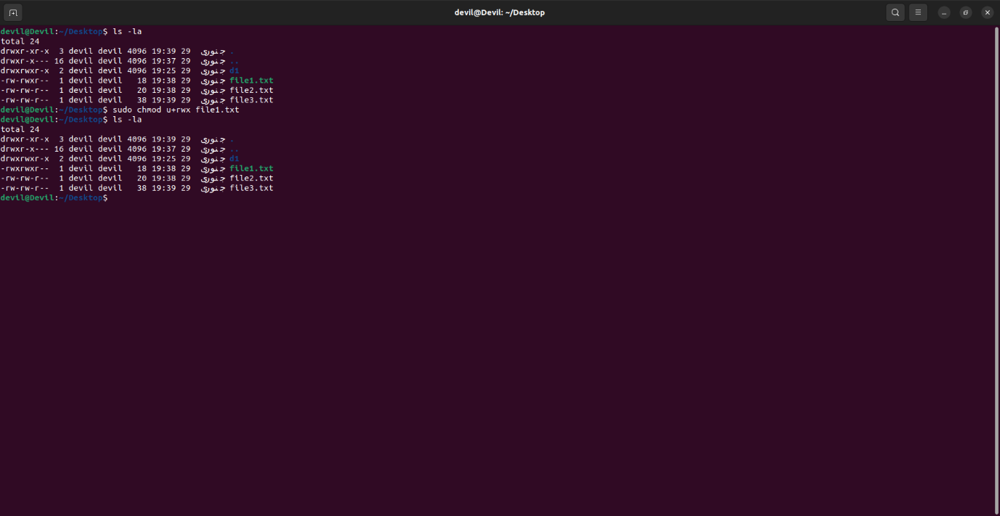 devil@Devil: ~/Desktop
devil@Devil:~/Desktop$ ls -la
total 24
drwxr-xr-x  3 devil devil 4096 19:39 29  جنوری .
drwxr-x--- 16 devil devil 4096 19:37 29  جنوری ..
drwxrwxr-x  2 devil devil 4096 19:25 29  جنوری d1
-rw-rwxr--  1 devil devil   18 19:38 29  جنوری file1.txt
-rw-rw-r--  1 devil devil   20 19:38 29  جنوری file2.txt
-rw-rw-r--  1 devil devil   38 19:39 29  جنوری file3.txt
devil@Devil:~/Desktop$ sudo chmod u+rwx file1.txt
devil@Devil:~/Desktop$ ls -la
total 24
drwxr-xr-x  3 devil devil 4096 19:39 29  جنوری .
drwxr-x--- 16 devil devil 4096 19:37 29  جنوری ..
drwxrwxr-x  2 devil devil 4096 19:25 29  جنوری d1
-rwxrwxr--  1 devil devil   18 19:38 29  جنوری file1.txt
-rw-rw-r--  1 devil devil   20 19:38 29  جنوری file2.txt
-rw-rw-r--  1 devil devil   38 19:39 29  جنوری file3.txt
devil@Devil:~/Desktop$